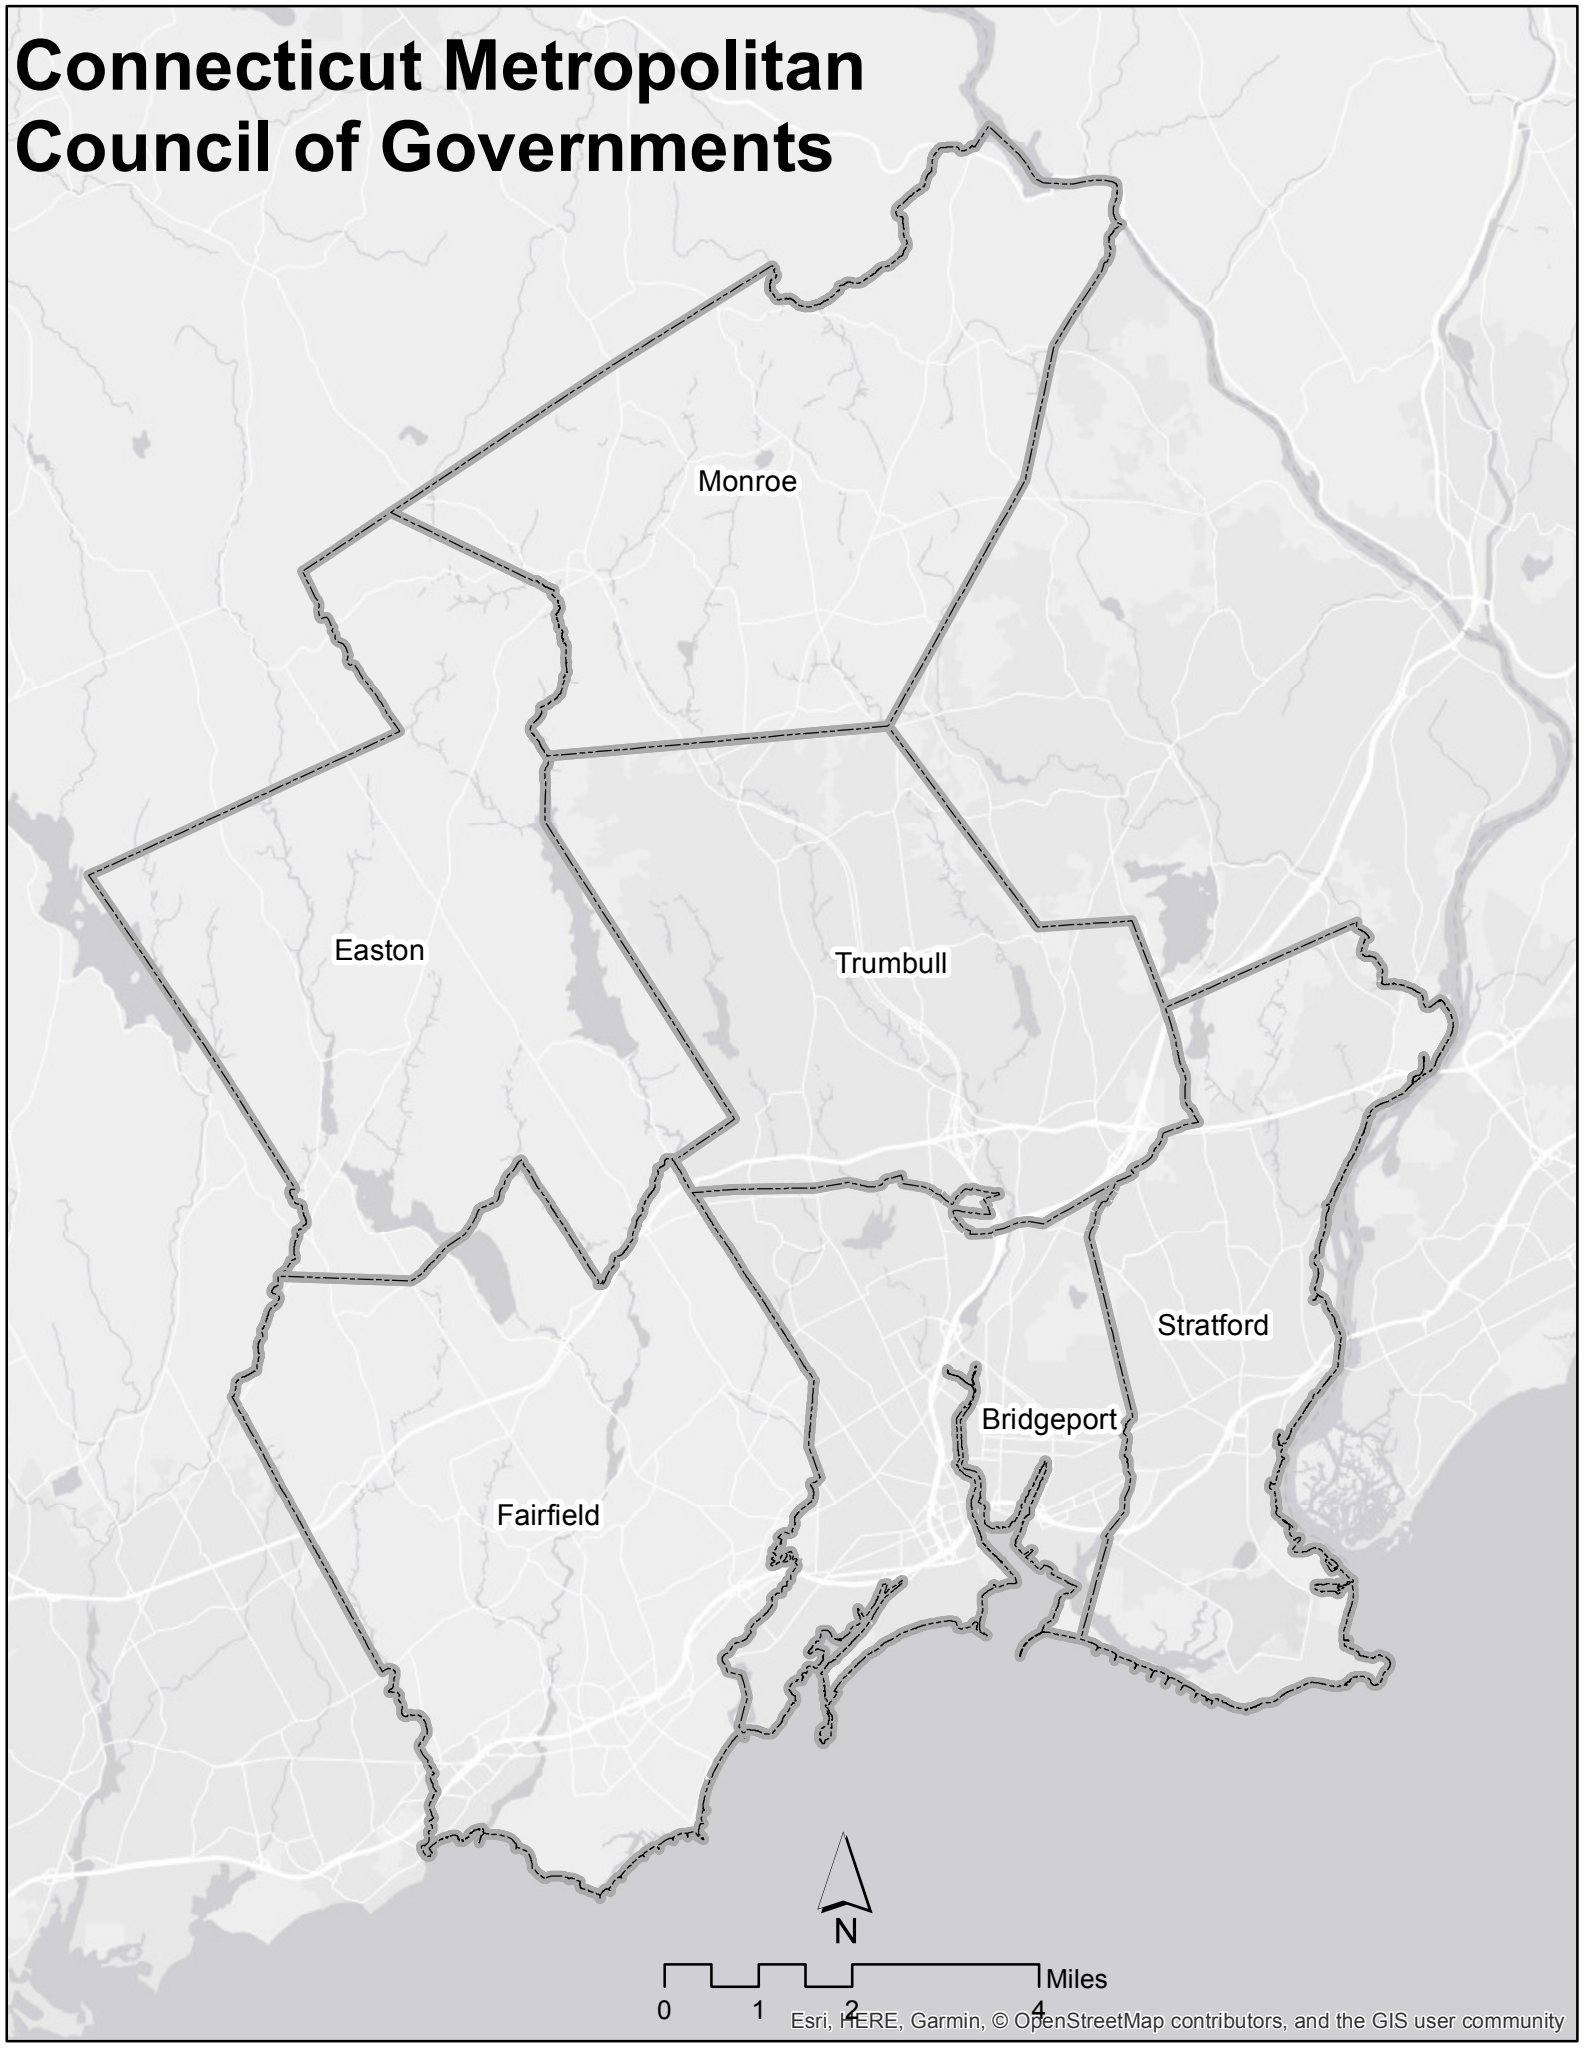 Connecticut Metropolitan
Council of Governments
Monroe
Easton
Trumbull
Stratford
Bridgeport
Fairfield
N
Miles
0 1 2 4
Esri, HERE, Garmin, © OpenStreetMap contributors, and the GIS user community